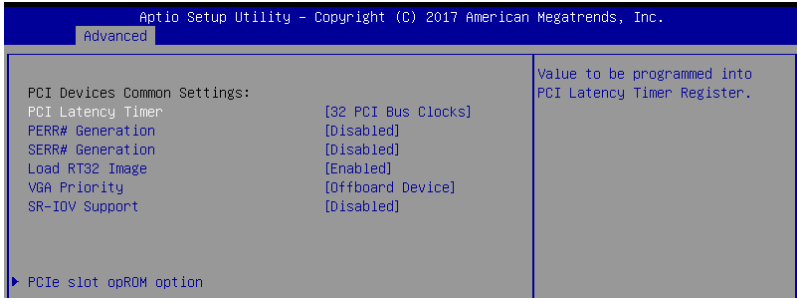 Aptio Setup Utility – Copyright (C) 2017 American Megatrends, Inc.
Advanced
PCI Devices Common Settings:
PCI Latency Timer [32 PCI Bus Clocks]
PERR# Generation [Disabled]
SERR# Generation [Disabled]
Load RT32 Image [Enabled]
VGA Priority [Offboard Device]
SR-IOV Support [Disabled]
PCIe slot opROM option
Value to be programmed into
PCI Latency Timer Register.